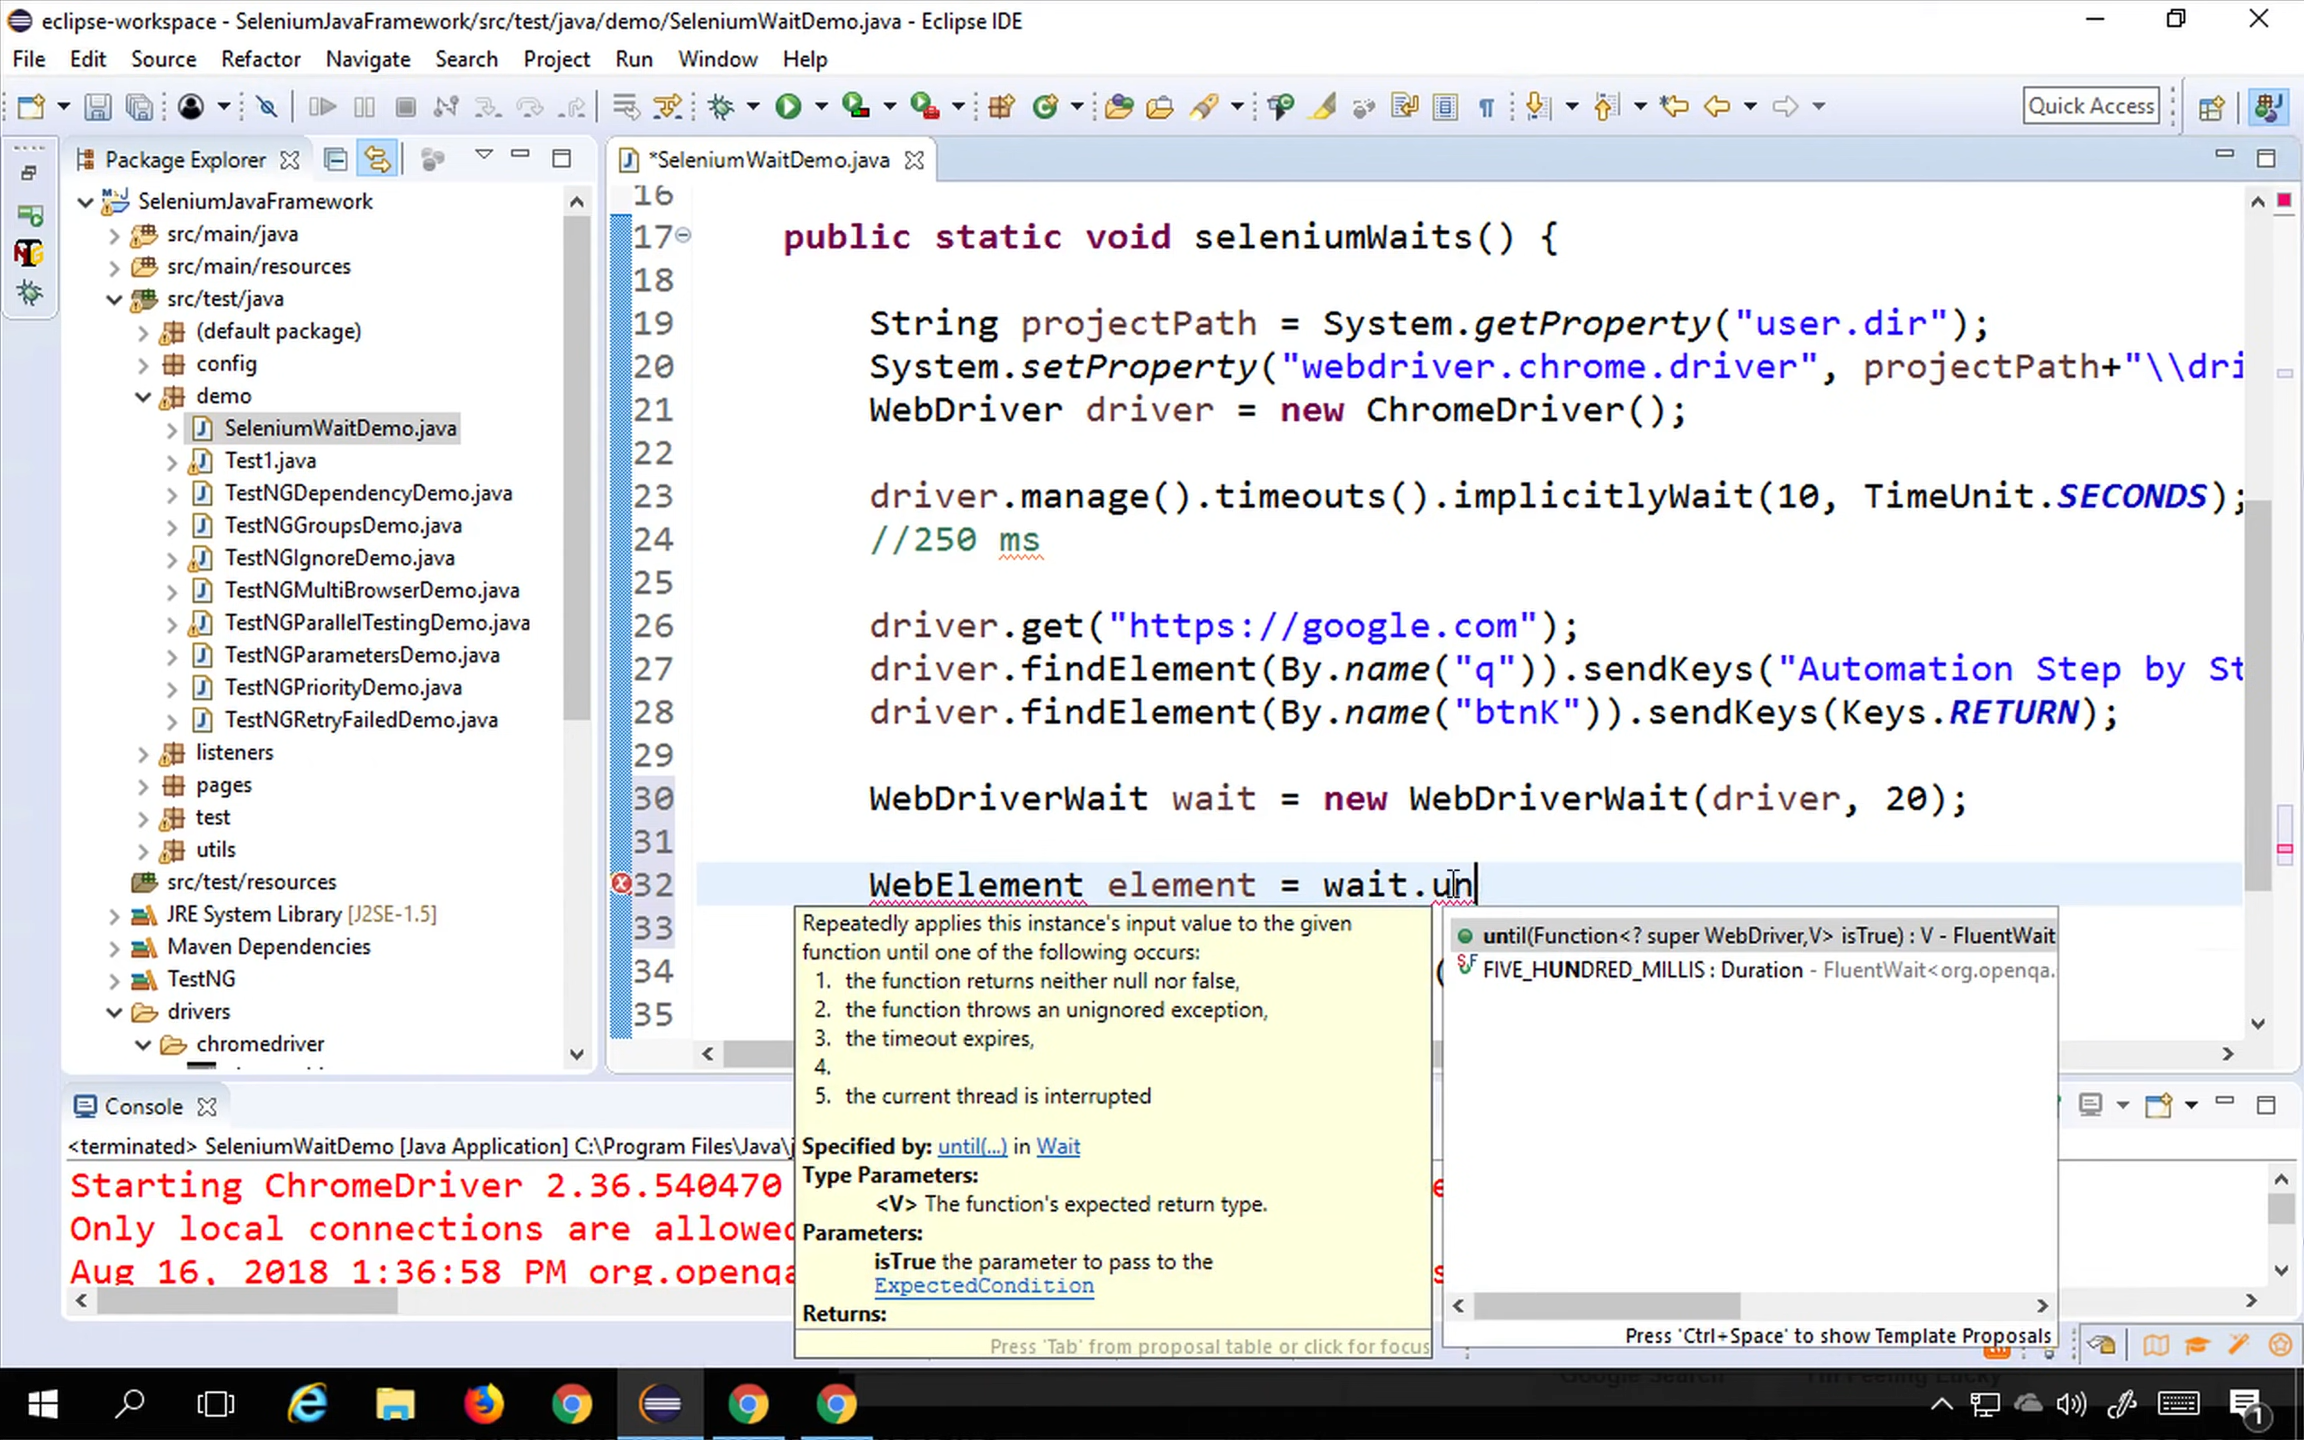 eclipse-workspace - SeleniumJavaFramework/src/test/java/demo/SeleniumWaitDemo.java - Eclipse IDE
File Edit Source Refactor Navigate Search Project Run Window Help
Quick Access
Package Explorer
*SeleniumWaitDemo.java
SeleniumJavaFramework
src/main/java
src/main/resources
src/test/java
(default package)
config
demo
SeleniumWaitDemo.java
Test1.java
TestNGDependencyDemo.java
TestNGGroupsDemo.java
TestNGIgnoreDemo.java
TestNGMultiBrowserDemo.java
TestNGParallelTestingDemo.java
TestNGParametersDemo.java
TestNGPriorityDemo.java
TestNGRetryFailedDemo.java
listeners
pages
test
utils
src/test/resources
JRE System Library [J2SE-1.5]
Maven Dependencies
TestNG
drivers
chromedriver
16
17 public static void seleniumWaits() {
18
19 String projectPath = System.getProperty("user.dir");
20 System.setProperty("webdriver.chrome.driver", projectPath+"\\dri
21 WebDriver driver = new ChromeDriver();
22
23 driver.manage().timeouts().implicitlyWait(10, TimeUnit.SECONDS);
24 //250 ms
25
26 driver.get("https://google.com");
27 driver.findElement(By.name("q")).sendKeys("Automation Step by St
28 driver.findElement(By.name("btnK")).sendKeys(Keys.RETURN);
29
30 WebDriverWait wait = new WebDriverWait(driver, 20);
31
32 WebElement element = wait.un
33
34 (
35
Repeatedly applies this instance's input value to the given
function until one of the following occurs:
1. the function returns neither null nor false,
2. the function throws an unignored exception,
3. the timeout expires,
4.
5. the current thread is interrupted
Specified by: until(...) in Wait
Type Parameters:
<V> The function's expected return type.
Parameters:
isTrue the parameter to pass to the
ExpectedCondition
Returns:
Press 'Tab' from proposal table or click for focus
until(Function<? super WebDriver,V> isTrue) : V - FluentWait
FIVE_HUNDRED_MILLIS : Duration - FluentWait<org.openqa.
Press 'Ctrl+Space' to show Template Proposals
Console
<terminated> SeleniumWaitDemo [Java Application] C:\Program Files\Java\j
Starting ChromeDriver 2.36.540470
Only local connections are allowed
Aug 16, 2018 1:36:58 PM org.openqa
1